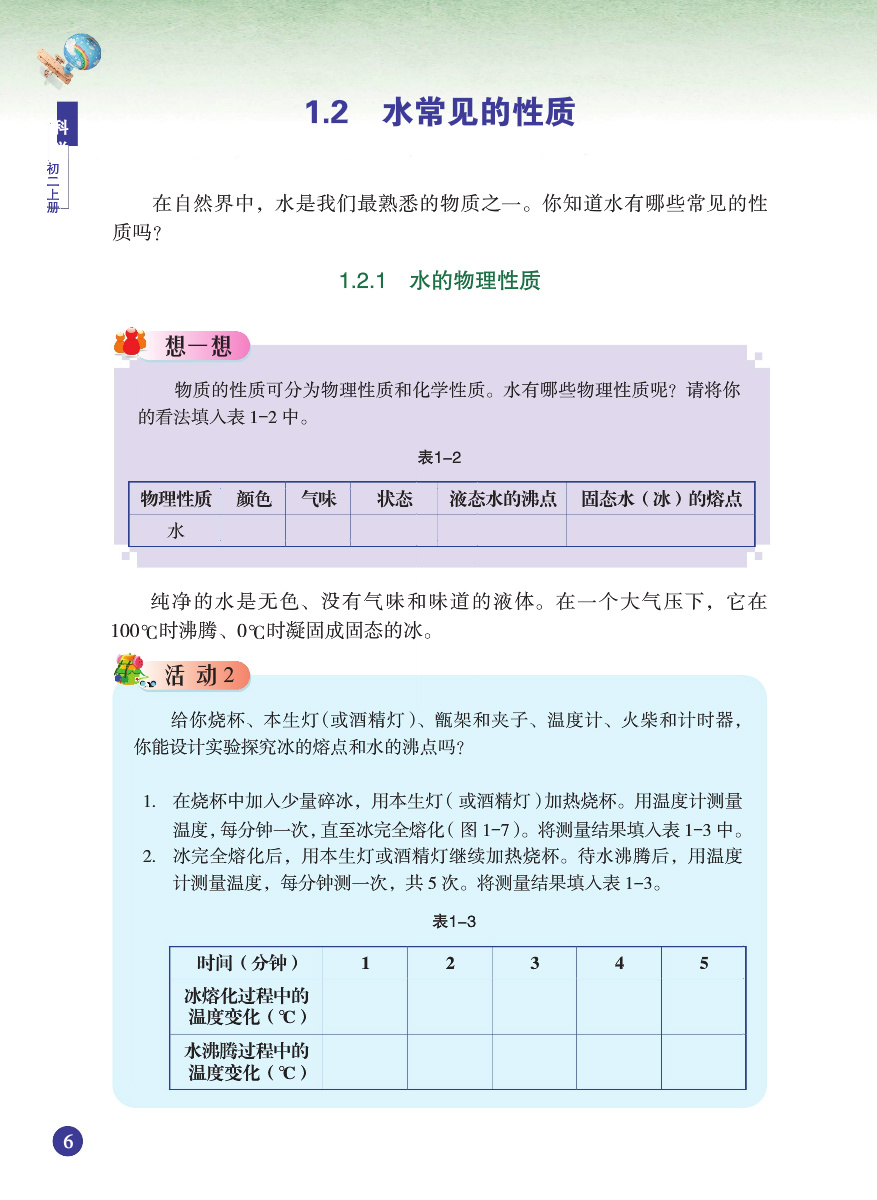 科
初二上册
1.2 水常见的性质
在自然界中，水是我们最熟悉的物质之一。你知道水有哪些常见的性
质吗？
1.2.1 水的物理性质
想一想
物质的性质可分为物理性质和化学性质。水有哪些物理性质呢？请将你
的看法填入表 1-2 中。
表1-2
物理性质 颜色 气味 状态 液态水的沸点 固态水（冰）的熔点
水
纯净的水是无色、没有气味和味道的液体。在一个大气压下，它在
100℃时沸腾、0℃时凝固成固态的冰。
活 动 2
给你烧杯、本生灯（或酒精灯）、甑架和夹子、温度计、火柴和计时器，
你能设计实验探究冰的熔点和水的沸点吗？
1. 在烧杯中加入少量碎冰，用本生灯（或酒精灯）加热烧杯。用温度计测量
温度，每分钟一次，直至冰完全熔化（图 1-7）。将测量结果填入表 1-3 中。
2. 冰完全熔化后，用本生灯或酒精灯继续加热烧杯。待水沸腾后，用温度
计测量温度，每分钟测一次，共 5 次。将测量结果填入表 1-3。
表1-3
时间（分钟） 1 2 3 4 5
冰熔化过程中的
温度变化（℃）
水沸腾过程中的
温度变化（℃）
6